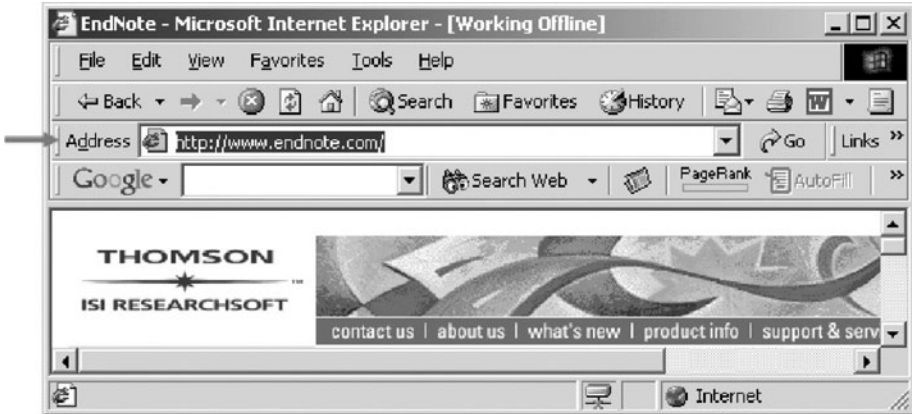 EndNote - Microsoft Internet Explorer - [Working Offline]
File Edit View Favorites Tools Help
Back Search Favorites History W
Address http://www.endnote.com/ Go Links »
Google Search Web PageRank AutoFill »
THOMSON
™
ISI RESEARCHSOFT
contact us | about us | what's new | product info | support & serv
Internet